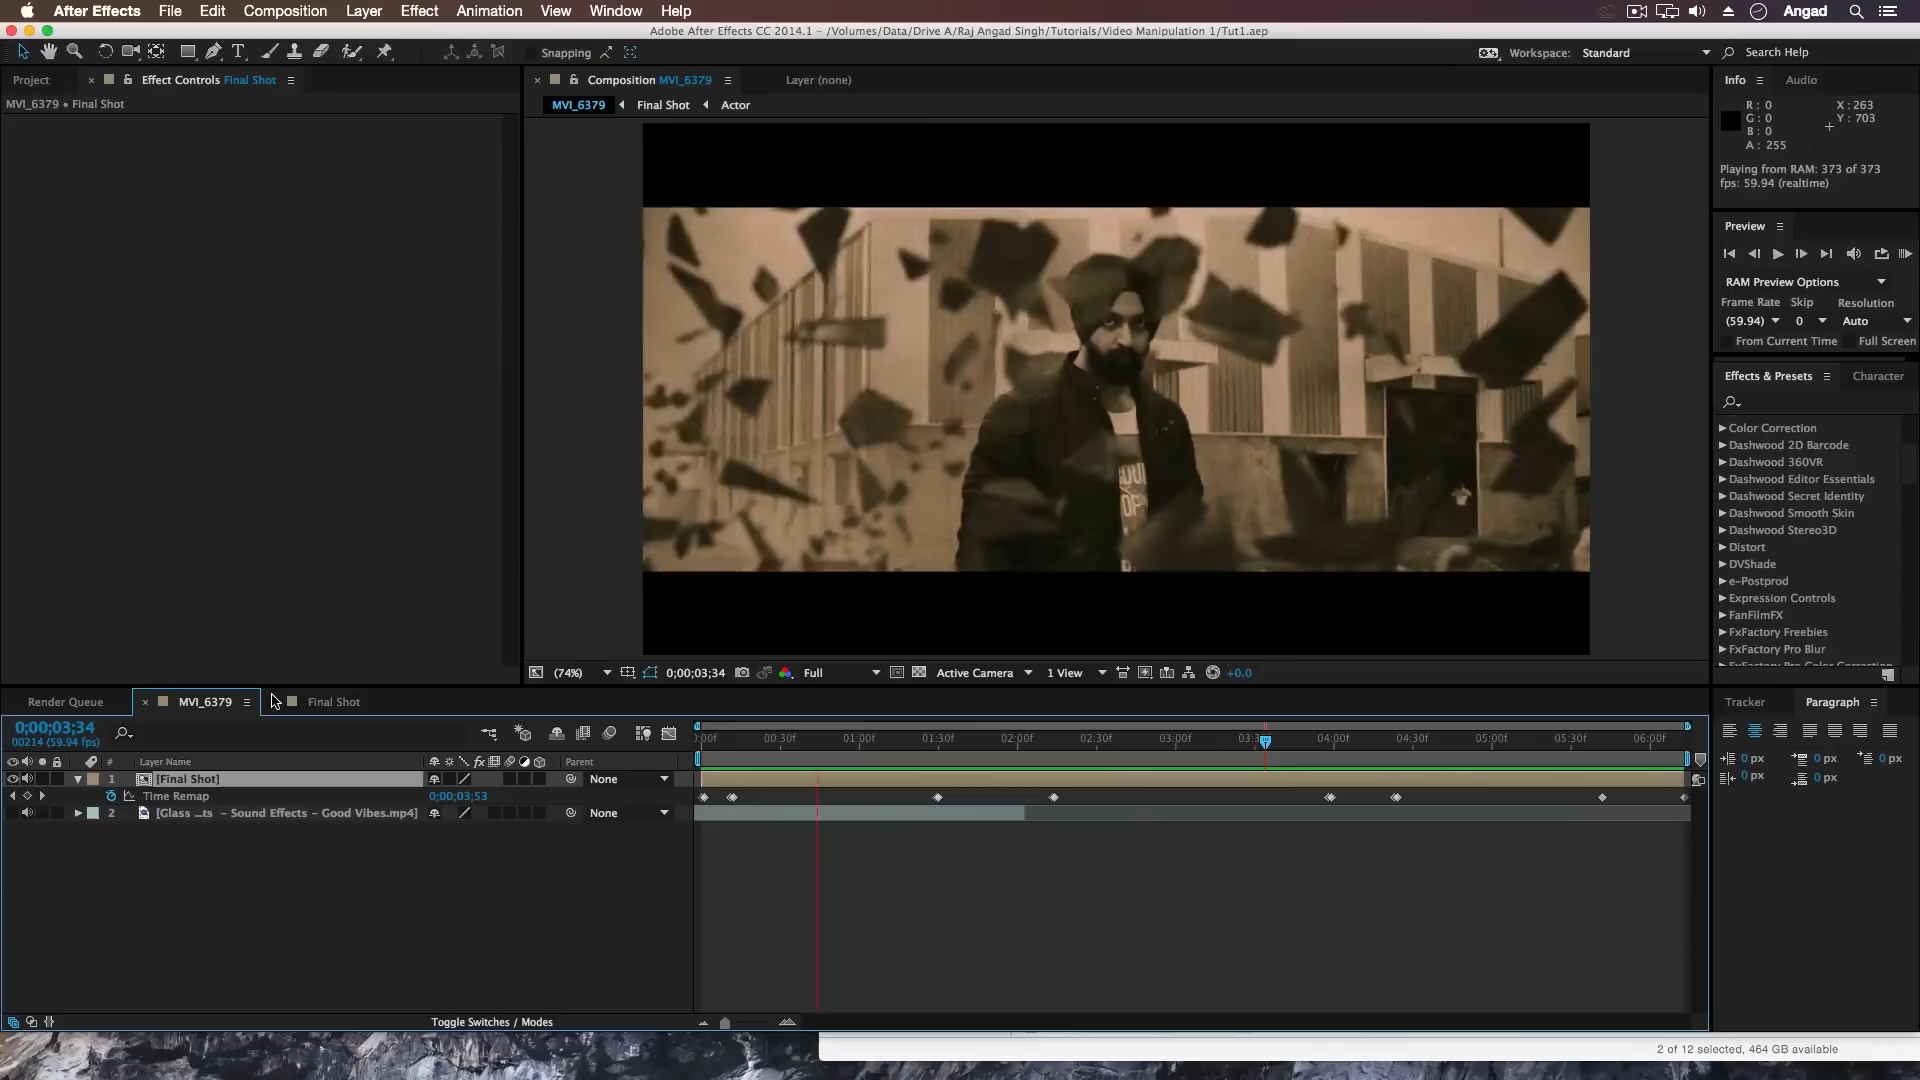 After Effects File Edit Composition Layer Effect Animation View Window Help Angad
Adobe After Effects CC 2014.1 – /Volumes/Data/Drive A/Raj Angad Singh/Tutorials/Video Manipulation 1/Tut1.aep
Snapping Workspace: Standard Search Help
Project Effect Controls Final Shot Composition MVI_6379 Layer (none) Info Audio
MVI_6379 • Final Shot MVI_6379 Final Shot Actor
R : 0 X : 263
G : 0 Y : 703
B : 0
A : 255
Playing from RAM: 373 of 373
fps: 59.94 (realtime)
Preview
RAM Preview Options
Frame Rate Skip Resolution
(59.94) 0 Auto
From Current Time Full Screen
Effects & Presets Character
Color Correction
Dashwood 2D Barcode
Dashwood 360VR
Dashwood Editor Essentials
Dashwood Secret Identity
Dashwood Smooth Skin
Dashwood Stereo3D
Distort
DVShade
e-Postprod
Expression Controls
FanFilmFX
FxFactory Freebies
FxFactory Pro Blur
FxFactory Pro Color Correction
(74%) 0;00;03;34 Full Active Camera 1 View +0.0
Render Queue MVI_6379 Final Shot Tracker Paragraph
0;00;03;34
00214 (59.94 fps)
:00f 00:30f 01:00f 01:30f 02:00f 02:30f 03:00f 04:00f 04:30f 05:00f 05:30f 06:00f
# Layer Name fx Parent
1 [Final Shot] None
Time Remap 0;00;03;53
2 [Glass ...ts – Sound Effects – Good Vibes.mp4] None
0 px 0 px 0 px
0 px 0 px
Toggle Switches / Modes
2 of 12 selected, 464 GB available